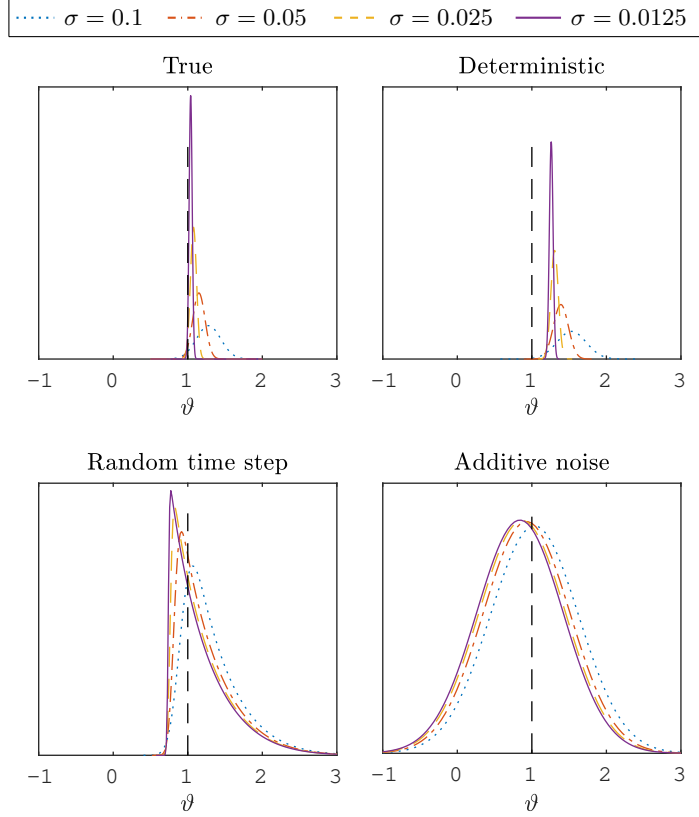 σ = 0.1 σ = 0.05 σ = 0.025 σ = 0.0125
True Deterministic
−1 0 1 2 3 −1 0 1 2 3
ϑ ϑ
Random time step Additive noise
−1 0 1 2 3 −1 0 1 2 3
ϑ ϑ